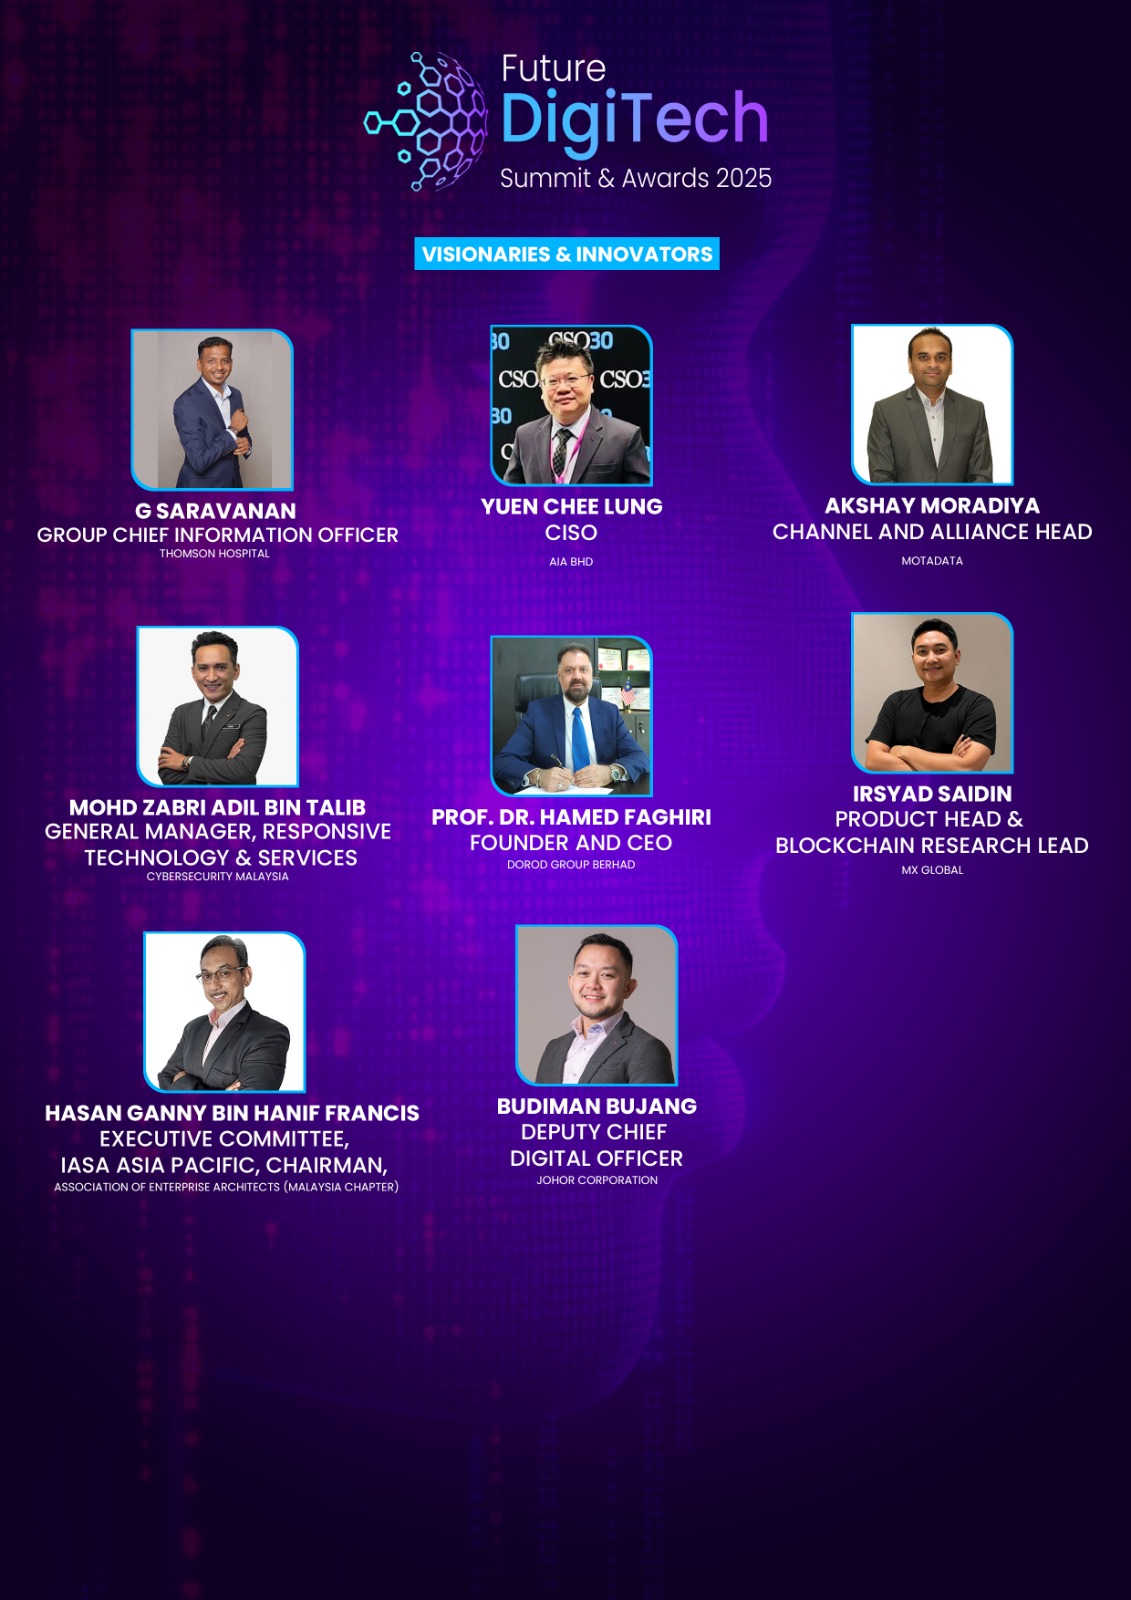 Future
DigiTech
Summit & Awards 2025
VISIONARIES & INNOVATORS
G SARAVANAN
GROUP CHIEF INFORMATION OFFICER
THOMSON HOSPITAL
30 CSO30
CSO CSO3
30 0
C
YUEN CHEE LUNG
CISO
AIA BHD
AKSHAY MORADIYA
CHANNEL AND ALLIANCE HEAD
MOTADATA
MOHD ZABRI ADIL BIN TALIB
GENERAL MANAGER, RESPONSIVE
TECHNOLOGY & SERVICES
CYBERSECURITY MALAYSIA
PROF. DR. HAMED FAGHIRI
FOUNDER AND CEO
DOROD GROUP BERHAD
IRSYAD SAIDIN
PRODUCT HEAD &
BLOCKCHAIN RESEARCH LEAD
MX GLOBAL
HASAN GANNY BIN HANIF FRANCIS
EXECUTIVE COMMITTEE,
IASA ASIA PACIFIC, CHAIRMAN,
ASSOCIATION OF ENTERPRISE ARCHITECTS (MALAYSIA CHAPTER)
BUDIMAN BUJANG
DEPUTY CHIEF
DIGITAL OFFICER
JOHOR CORPORATION